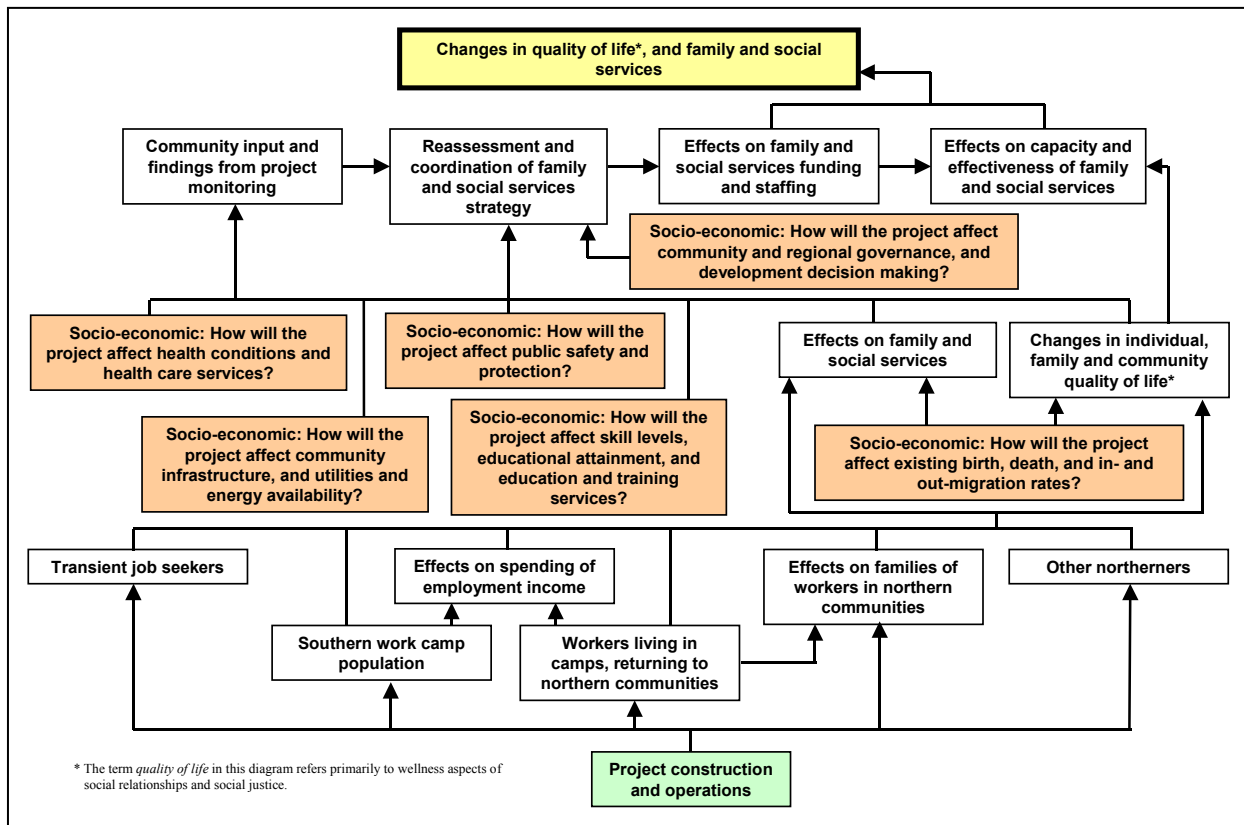 Changes in quality of life*, and family and social
services
Community input and
findings from project
monitoring
Reassessment and
coordination of family
and social services
strategy
Effects on family and
social services funding
and staffing
Effects on capacity and
effectiveness of family
and social services
Socio-economic: How will the project affect
community and regional governance, and
development decision making?
Socio-economic: How will the
project affect health conditions and
health care services?
Socio-economic: How will the
project affect public safety and
protection?
Effects on family and
social services
Changes in individual,
family and community
quality of life*
Socio-economic: How will the
project affect community
infrastructure, and utilities and
energy availability?
Socio-economic: How will the
project affect skill levels,
educational attainment, and
education and training
services?
Socio-economic: How will the project
affect existing birth, death, and in- and
out-migration rates?
Transient job seekers
Effects on spending of
employment income
Effects on families of
workers in northern
communities
Other northerners
Southern work camp
population
Workers living in
camps, returning to
northern communities
* The term quality of life in this diagram refers primarily to wellness aspects of
social relationships and social justice.
Project construction
and operations